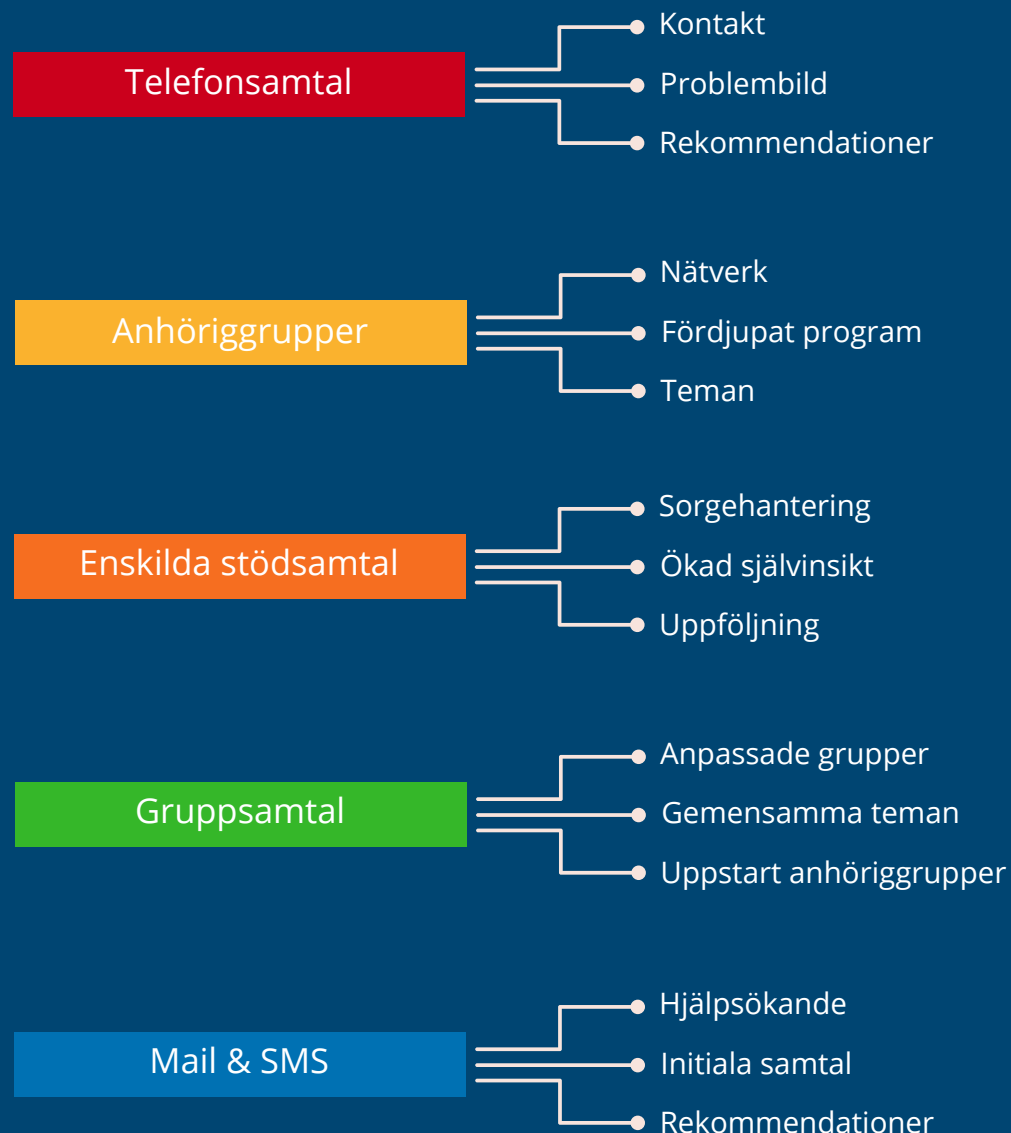 Telefonsamtal
Kontakt
Problembild
Rekommendationer
Anhöriggrupper
Nätverk
Fördjupat program
Teman
Enskilda stödsamtal
Sorgehantering
Ökad självinsikt
Uppföljning
Gruppsamtal
Anpassade grupper
Gemensamma teman
Uppstart anhöriggrupper
Mail & SMS
Hjälpsökande
Initiala samtal
Rekommendationer